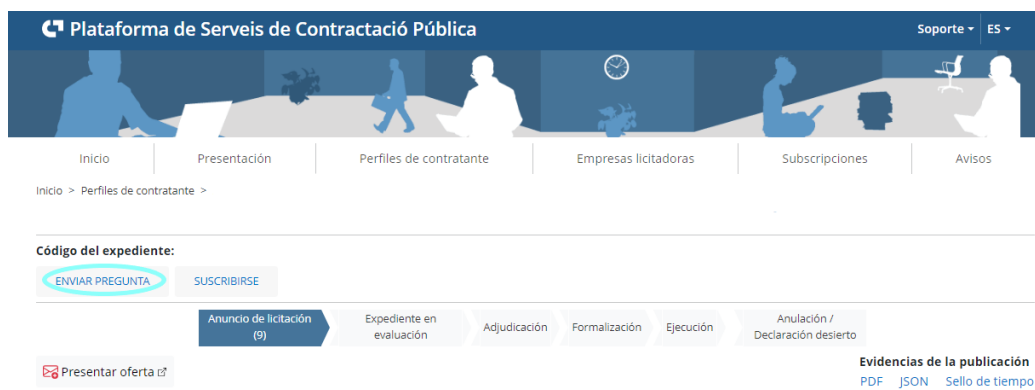 Plataforma de Serveis de Contractació Pública
Soporte ES
Inicio Presentación Perfiles de contratante Empresas licitadoras Subscripciones Avisos
Inicio > Perfiles de contratante >
Código del expediente:
ENVIAR PREGUNTA SUSCRIBIRSE
Anuncio de licitación
(9)
Expediente en
evaluación
Adjudicación
Formalización
Ejecución
Anulación /
Declaración desierto
Presentar oferta
Evidencias de la publicación
PDF JSON Sello de tiempo